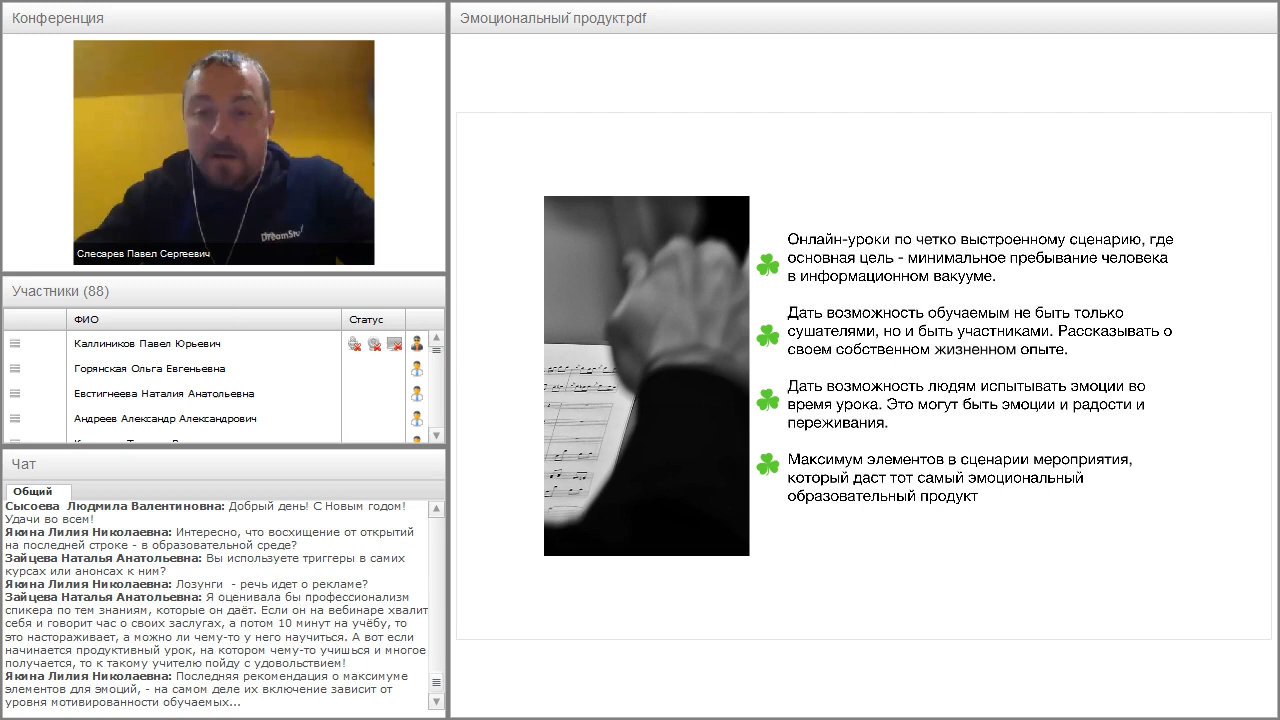 Конференция
Слесарев Павел Сергеевич
Участники (88)
ФИО
Статус
Каллиников Павел Юрьевич
Горянская Ольга Евгеньевна
Евстигнеева Наталия Анатольевна
Андреев Александр Александрович
Чат
Общий
Сысоева Людмила Валентиновна: Добрый день! С Новым годом!
Удачи во всем!
Якина Лилия Николаевна: Интересно, что восхищение от открытий
на последней строке - в образовательной среде?
Зайцева Наталья Анатольевна: Вы используете триггеры в самих
курсах или анонсах к ним?
Якина Лилия Николаевна: Лозунги - речь идет о рекламе?
Зайцева Наталья Анатольевна: Я оценивала бы профессионализм
спикера по тем знаниям, которые он даёт. Если он на вебинаре хвалит
себя и говорит час о своих заслугах, а потом 10 минут на учёбу, то
это настораживает, а можно ли чему-то у него научиться. А вот если
начинается продуктивный урок, на котором чему-то учишься и многое
получается, то к такому учителю пойду с удовольствием!
Якина Лилия Николаевна: Последняя рекомендация о максимуме
элементов для эмоций, - на самом деле их включение зависит от
уровня мотивированности обучаемых...
Эмоциональный продукт.pdf
Онлайн-уроки по четко выстроенному сценарию, где
основная цель - минимальное пребывание человека
в информационном вакууме.
Дать возможность обучаемым не быть только
сушателями, но и быть участниками. Рассказывать о
своем собственном жизненном опыте.
Дать возможность людям испытывать эмоции во
время урока. Это могут быть эмоции и радости и
переживания.
Максимум элементов в сценарии мероприятия,
который даст тот самый эмоциональный
образовательный продукт